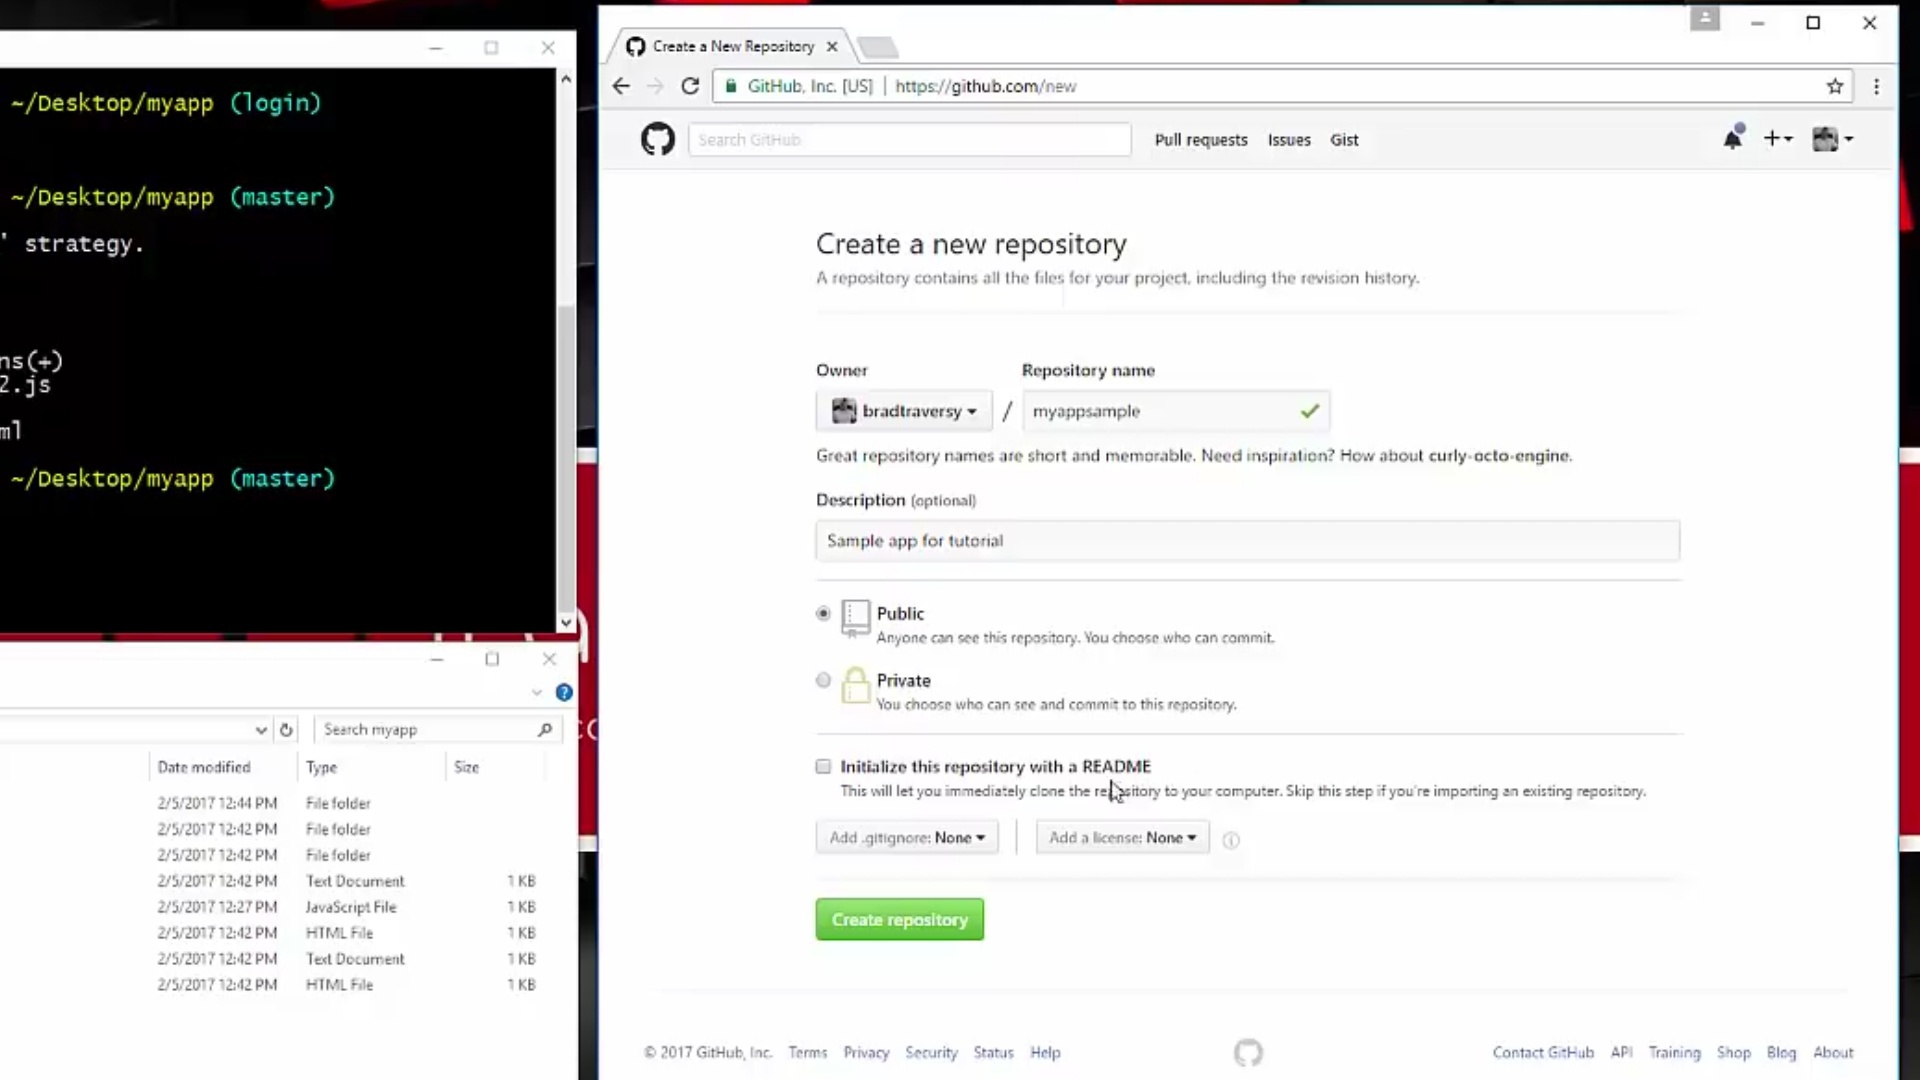 ~/Desktop/myapp (login)
~/Desktop/myapp (master)
' strategy.
ns(+)
2.js
ml
~/Desktop/myapp (master)
Search myapp
Date modified Type Size
2/5/2017 12:44 PM File folder
2/5/2017 12:42 PM File folder
2/5/2017 12:42 PM File folder
2/5/2017 12:42 PM Text Document 1 KB
2/5/2017 12:27 PM JavaScript File 1 KB
2/5/2017 12:42 PM HTML File 1 KB
2/5/2017 12:42 PM Text Document 1 KB
2/5/2017 12:42 PM HTML File 1 KB
Create a New Repository
GitHub, Inc. [US] https://github.com/new
Search GitHub Pull requests Issues Gist
Create a new repository
A repository contains all the files for your project, including the revision history.
Owner Repository name
bradtraversy / myappsample
Great repository names are short and memorable. Need inspiration? How about curly-octo-engine.
Description (optional)
Sample app for tutorial
Public
Anyone can see this repository. You choose who can commit.
Private
You choose who can see and commit to this repository.
Initialize this repository with a README
This will let you immediately clone the repository to your computer. Skip this step if you're importing an existing repository.
Add .gitignore: None Add a license: None
Create repository
© 2017 GitHub, Inc. Terms Privacy Security Status Help Contact GitHub API Training Shop Blog About